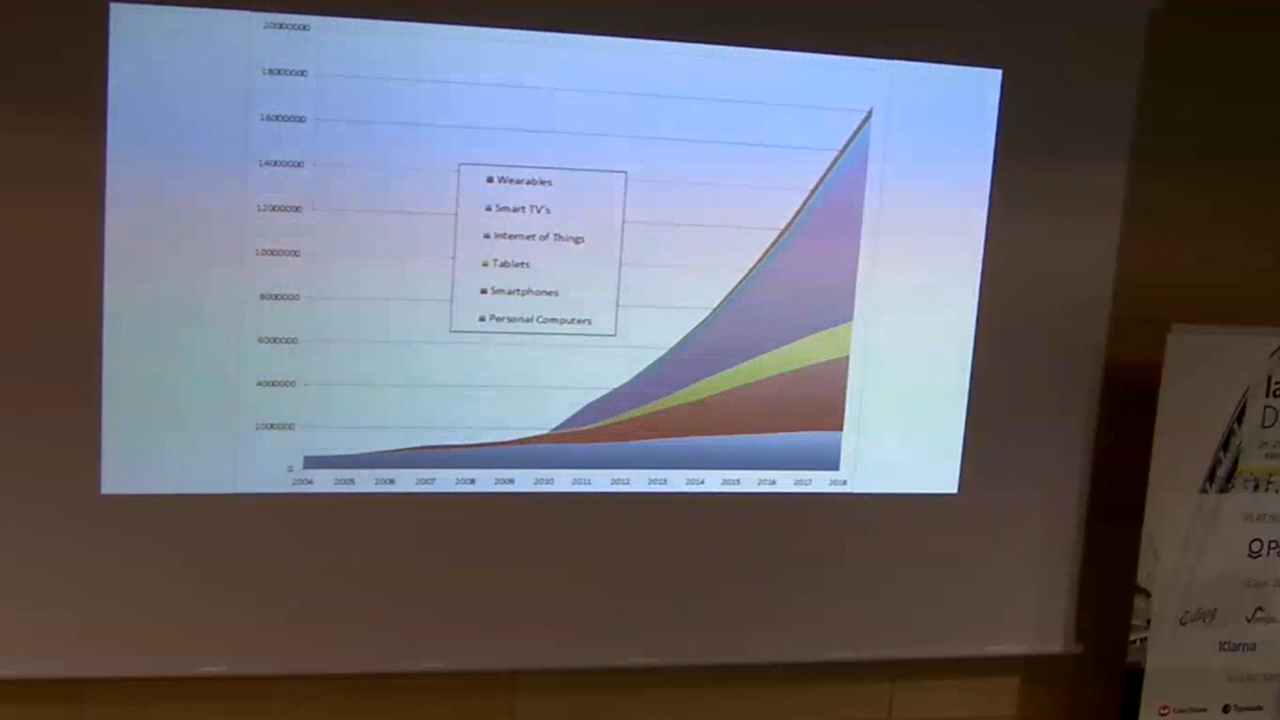 20000000
18000000
16000000
14000000
12000000
10000000
8000000
6000000
4000000
2000000
0
Wearables
Smart TV's
Internet of Things
Tablets
Smartphones
Personal Computers
2004 2005 2006 2007 2008 2009 2010 2011 2012 2013 2014 2015 2016 2017 2018
la
D
Klarna